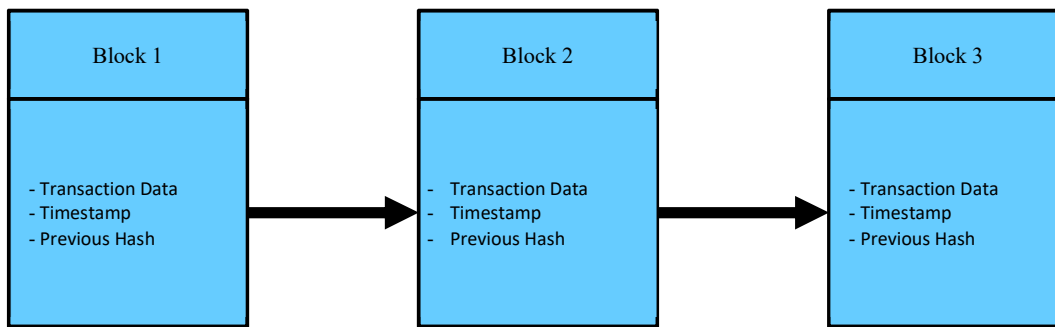 Block 1
- Transaction Data
- Timestamp
- Previous Hash
Block 2
- Transaction Data
- Timestamp
- Previous Hash
Block 3
- Transaction Data
- Timestamp
- Previous Hash